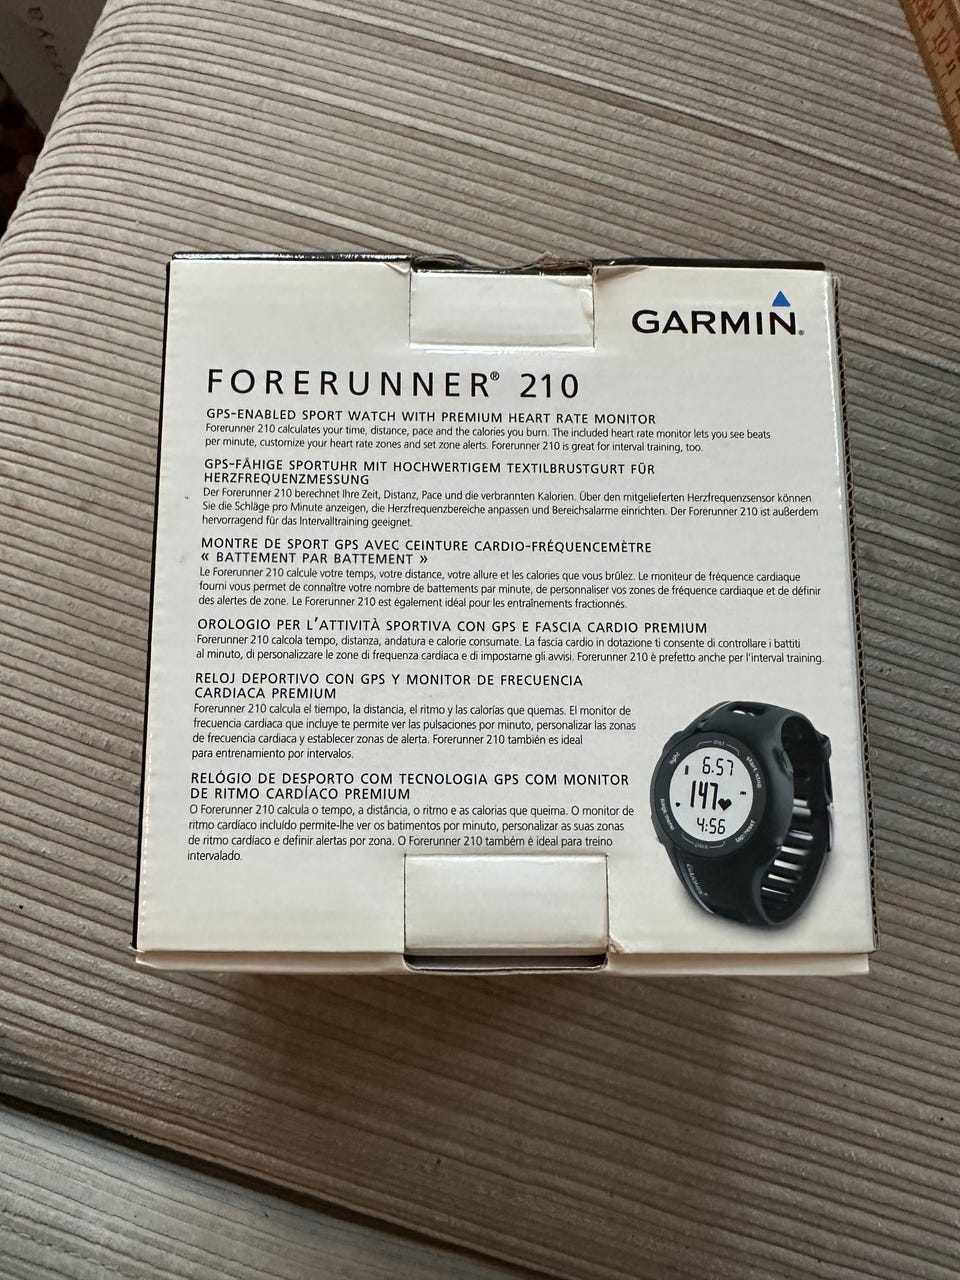 GARMIN.
FORERUNNER® 210
GPS-ENABLED SPORT WATCH WITH PREMIUM HEART RATE MONITOR
Forerunner 210 calculates your time, distance, pace and the calories you burn. The included heart rate monitor lets you see beats
per minute, customize your heart rate zones and set zone alerts. Forerunner 210 is great for interval training, too.
GPS-FÄHIGE SPORTUHR MIT HOCHWERTIGEM TEXTILBRUSTGURT FÜR
HERZFREQUENZMESSUNG
Der Forerunner 210 berechnet Ihre Zeit, Distanz, Pace und die verbrannten Kalorien. Über den mitgelieferten Herzfrequenzsensor können
Sie die Schläge pro Minute anzeigen, die Herzfrequenzbereiche anpassen und Bereichsalarme einrichten. Der Forerunner 210 ist außerdem
hervorragend für das Intervalltraining geeignet.
MONTRE DE SPORT GPS AVEC CEINTURE CARDIO-FRÉQUENCEMÈTRE
« BATTEMENT PAR BATTEMENT »
Le Forerunner 210 calcule votre temps, votre distance, votre allure et les calories que vous brûlez. Le moniteur de fréquence cardiaque
fourni vous permet de connaître votre nombre de battements par minute, de personnaliser vos zones de fréquence cardiaque et de définir
des alertes de zone. Le Forerunner 210 est également idéal pour les entraînements fractionnés.
OROLOGIO PER L'ATTIVITÀ SPORTIVA CON GPS E FASCIA CARDIO PREMIUM
Forerunner 210 calcola tempo, distanza, andatura e calorie consumate. La fascia cardio in dotazione ti consente di controllare i battiti
al minuto, di personalizzare le zone di frequenza cardiaca e di impostarne gli avvisi. Forerunner 210 è prefetto anche per l'interval training.
RELOJ DEPORTIVO CON GPS Y MONITOR DE FRECUENCIA
CARDIACA PREMIUM
Forerunner 210 calcula el tiempo, la distancia, el ritmo y las calorías que quemas. El monitor de
frecuencia cardiaca que incluye te permite ver las pulsaciones por minuto, personalizar las zonas
de frecuencia cardiaca y establecer zonas de alerta. Forerunner 210 también es ideal
para entrenamiento por intervalos.
RELÓGIO DE DESPORTO COM TECNOLOGIA GPS COM MONITOR
DE RITMO CARDÍACO PREMIUM
O Forerunner 210 calcula o tempo, a distância, o ritmo e as calorias que queima. O monitor de
ritmo cardíaco incluído permite-lhe ver os batimentos por minuto, personalizar as suas zonas
de ritmo cardíaco e definir alertas por zona. O Forerunner 210 também é ideal para treino
intervalado.
light
dist
start/stop
6.57
147
4:56
page/menu
pace
lap/reset
GARMIN
10
11